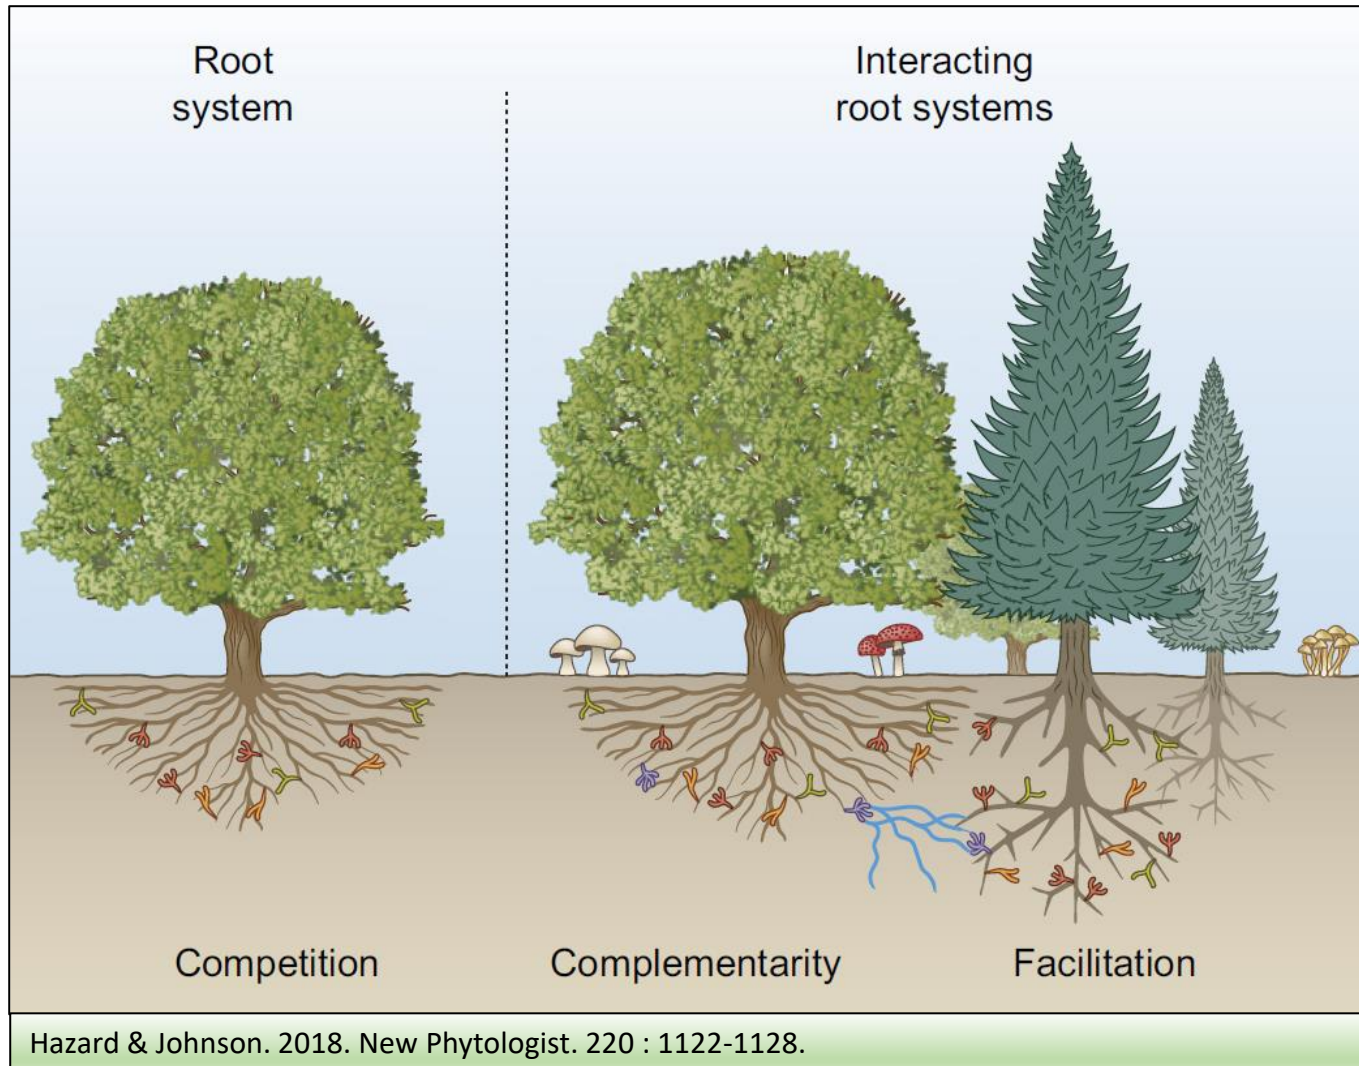 Root
system
Interacting
root systems
Competition
Complementarity
Facilitation
Hazard & Johnson. 2018. New Phytologist. 220 : 1122-1128.